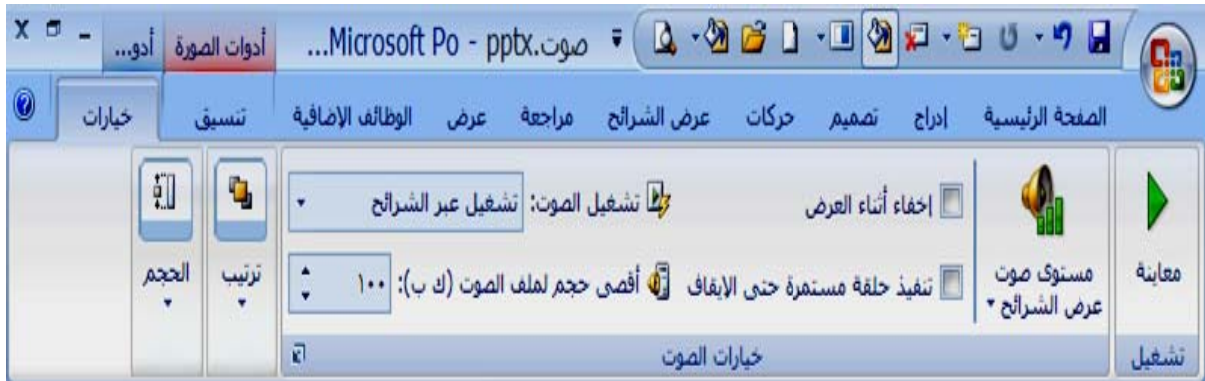 صوت.pptx - Microsoft Po... أدوات الصورة أدو...
الصفحة الرئيسية إدراج تصميم حركات عرض الشرائح مراجعة عرض الوظائف الإضافية تنسيق خيارات
معاينة
تشغيل
مستوى صوت
عرض الشرائح
إخفاء أثناء العرض
تنفيذ حلقة مستمرة حتى الإيقاف
تشغيل الصوت: تشغيل عبر الشرائح
أقصى حجم لملف الصوت (ك ب): ١٠٠
خيارات الصوت
ترتيب
الحجم